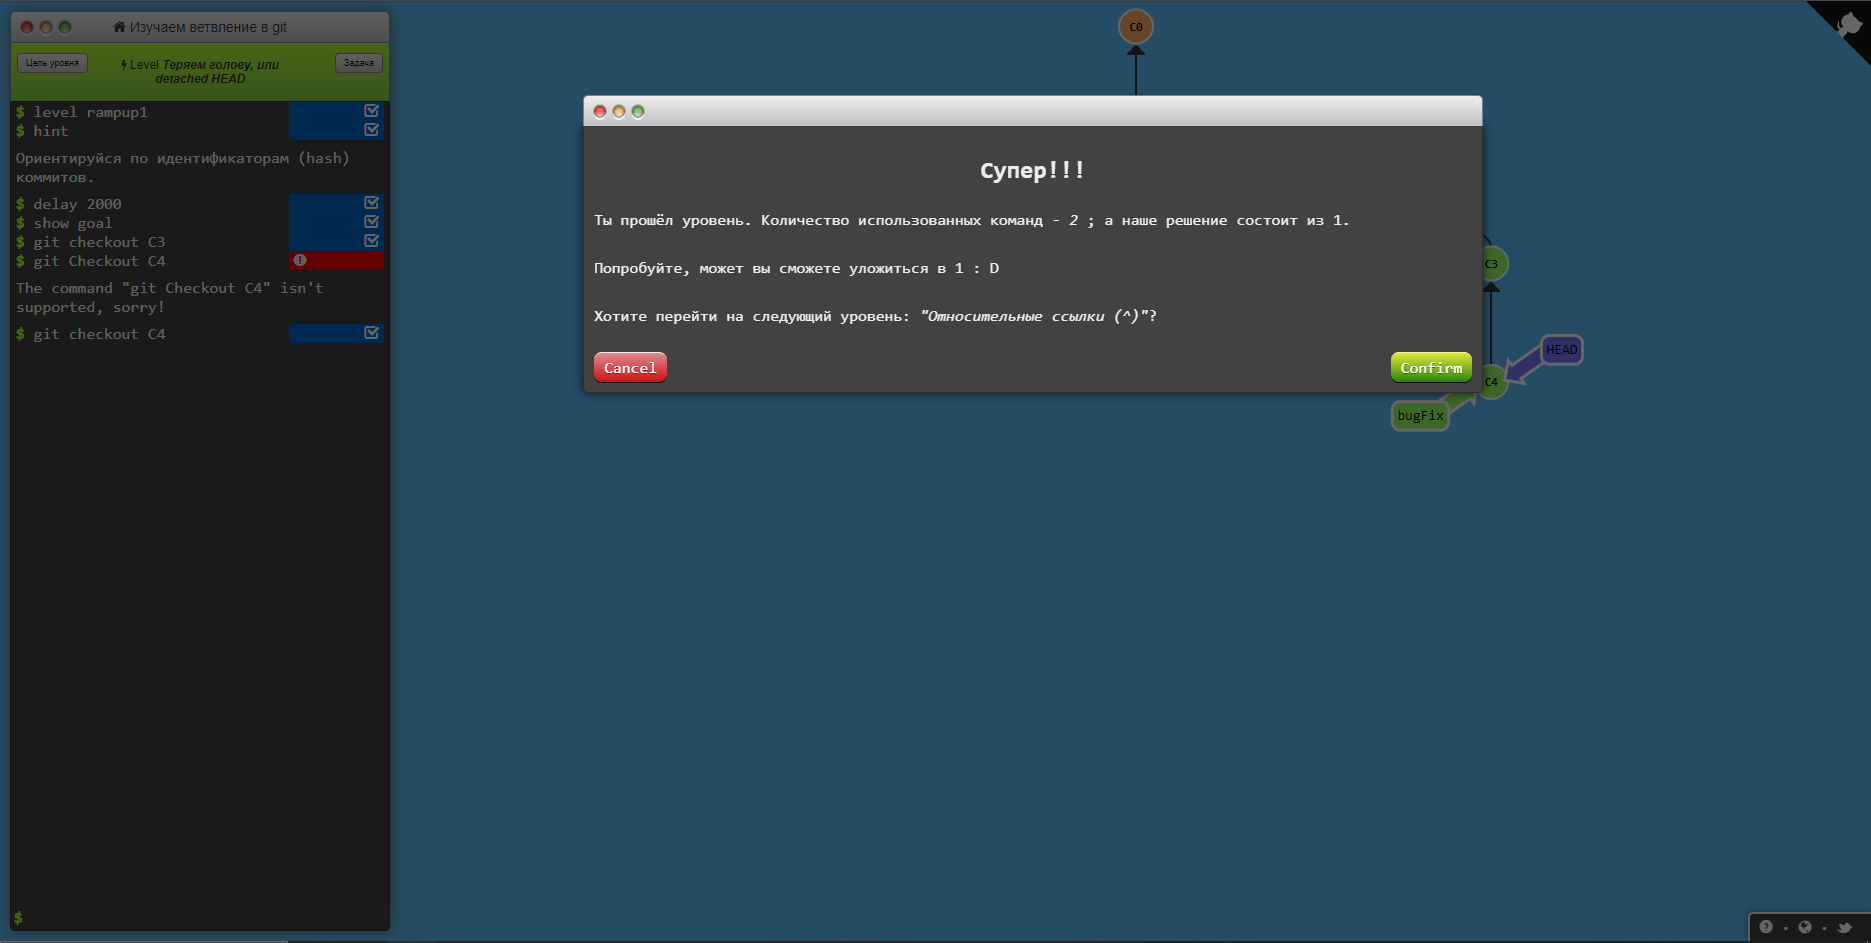 Изучаем ветвление в git
Цель уровня
Level Теряем голову, или
detached HEAD
Задача
$ level rampup1
$ hint
Ориентируйся по идентификаторам (hash)
коммитов.
$ delay 2000
$ show goal
$ git checkout C3
$ git Checkout C4
The command "git Checkout C4" isn't
supported, sorry!
$ git checkout C4
$
C0
Супер!!!
Ты прошёл уровень. Количество использованных команд - 2 ; а наше решение состоит из 1.
Попробуйте, может вы сможете уложиться в 1 : D
Хотите перейти на следующий уровень: "Относительные ссылки (^)"?
Cancel
Confirm
C3
HEAD
C4
bugFix